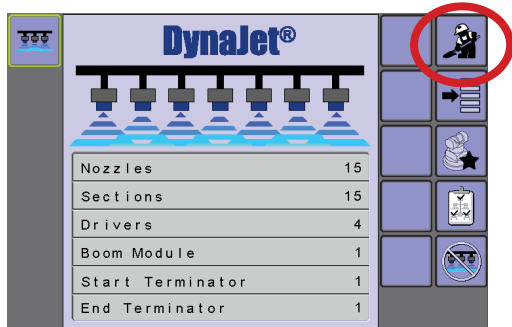 DynaJet®
Nozzles 15
Sections 15
Drivers 4
Boom Module 1
Start Terminator 1
End Terminator 1